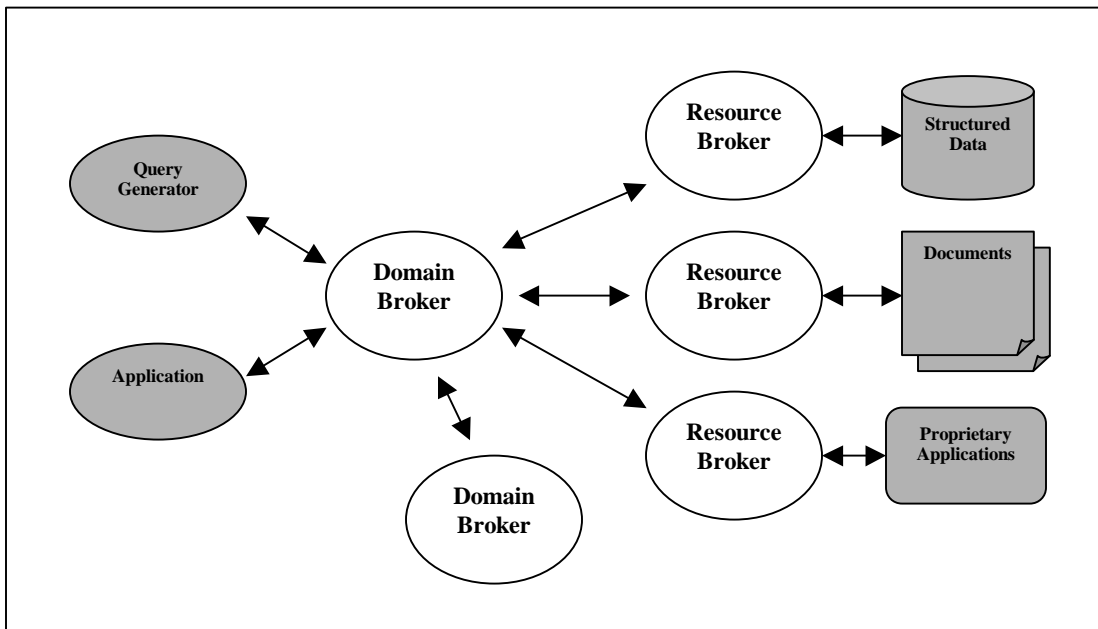 Query
Generator
Application
Domain
Broker
Domain
Broker
Resource
Broker
Structured
Data
Resource
Broker
Documents
Resource
Broker
Proprietary
Applications